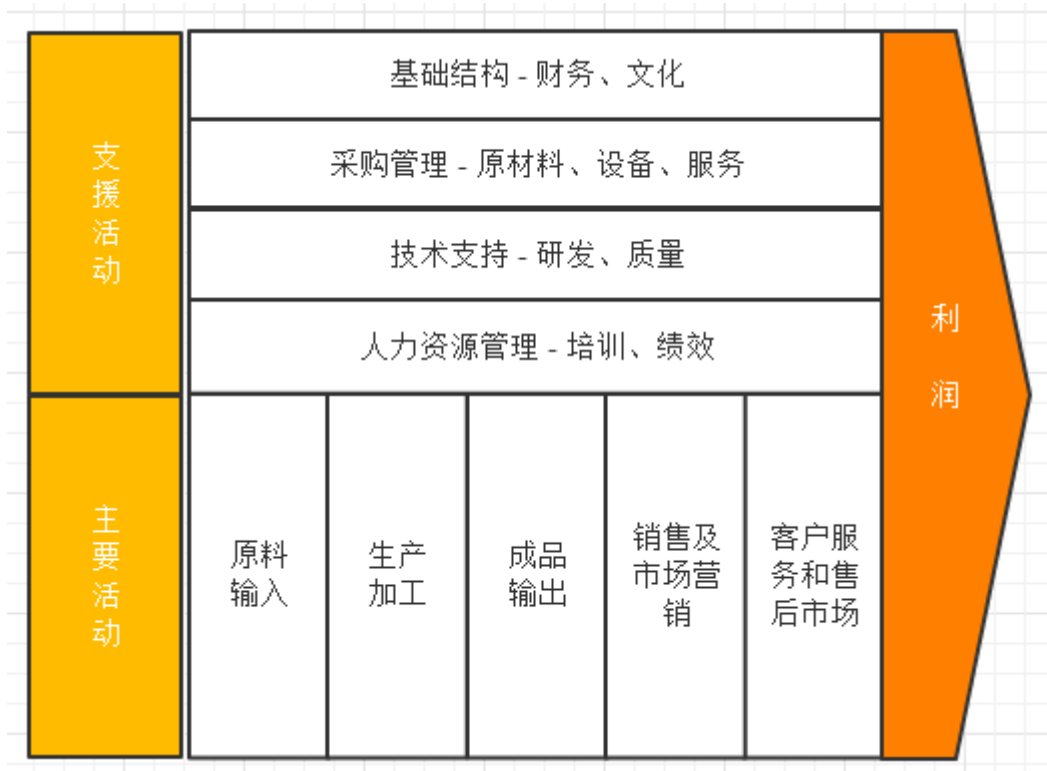 支援活动
基础结构 - 财务、文化
采购管理 - 原材料、设备、服务
技术支持 - 研发、质量
人力资源管理 - 培训、绩效
主要活动
原料
输入
生产
加工
成品
输出
销售及
市场营
销
客户服
务和售
后市场
利润